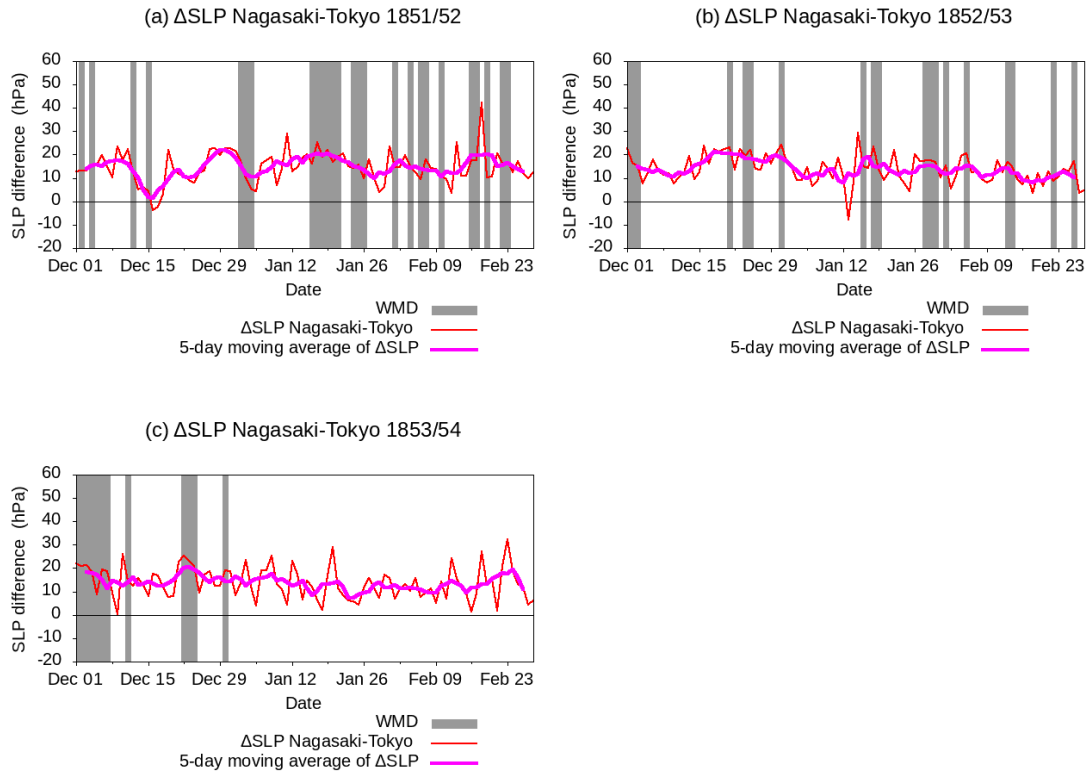 (a) ΔSLP Nagasaki-Tokyo 1851/52
SLP difference (hPa)
60
50
40
30
20
10
0
-10
-20
Dec 01 Dec 15 Dec 29 Jan 12 Jan 26 Feb 09 Feb 23
Date
WMD
ΔSLP Nagasaki-Tokyo
5-day moving average of ΔSLP
(b) ΔSLP Nagasaki-Tokyo 1852/53
SLP difference (hPa)
60
50
40
30
20
10
0
-10
-20
Dec 01 Dec 15 Dec 29 Jan 12 Jan 26 Feb 09 Feb 23
Date
WMD
ΔSLP Nagasaki-Tokyo
5-day moving average of ΔSLP
(c) ΔSLP Nagasaki-Tokyo 1853/54
SLP difference (hPa)
60
50
40
30
20
10
0
-10
-20
Dec 01 Dec 15 Dec 29 Jan 12 Jan 26 Feb 09 Feb 23
Date
WMD
ΔSLP Nagasaki-Tokyo
5-day moving average of ΔSLP